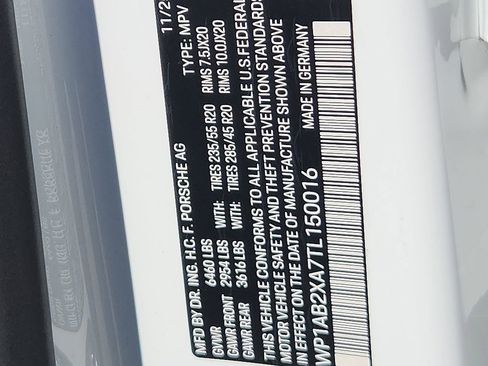 MFD BY DR. ING. H.C. F. PORSCHE AG 11/2
GVWR 6460 LBS TYPE: MPV
GAWR FRONT 2954 LBS WITH: TIRES 235/55 R20 RIMS 7.5JX20
GAWR REAR 3616 LBS WITH: TIRES 285/45 R20 RIMS 10.0JX20
THIS VEHICLE CONFORMS TO ALL APPLICABLE U.S.FEDERAL
MOTOR VEHICLE SAFETY AND THEFT PREVENTION STANDARDS
IN EFFECT ON THE DATE OF MANUFACTURE SHOWN ABOVE
WP1AB2XA7TL150016 MADE IN GERMANY